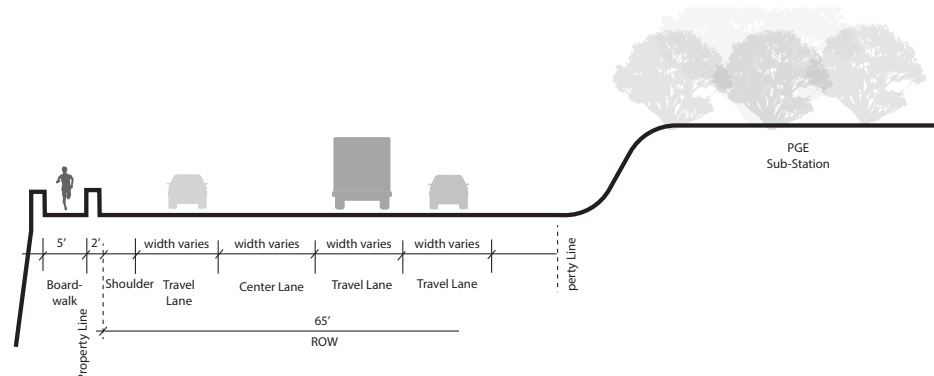 PGE
Sub-Station
5’
2’
width varies
width varies
width varies
width varies
Board-
walk
Shoulder
Travel
Lane
Center Lane
Travel Lane
Travel Lane
Property Line
perty Line
65’
ROW